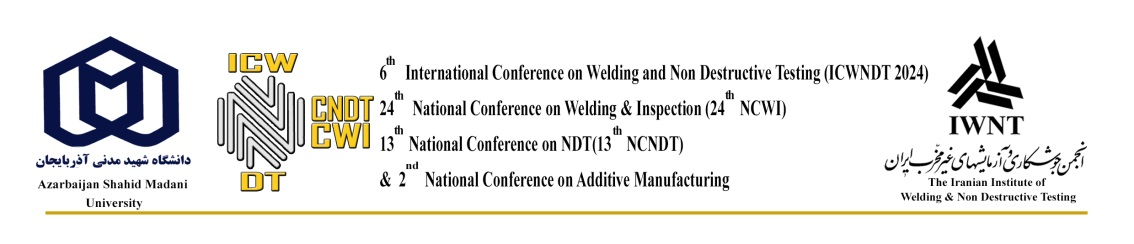 دانشگاه شهید مدنی آذربایجان
Azarbaijan Shahid Madani
University
ICW
CNDT
CWI
DT
6th International Conference on Welding and Non Destructive Testing (ICWNDT 2024)
24th National Conference on Welding & Inspection (24th NCWI)
13th National Conference on NDT(13th NCNDT)
& 2nd National Conference on Additive Manufacturing
IWNT
انجمن جوشکاری و آزمایشهای غیرمخرب ایران
The Iranian Institute of
Welding & Non Destructive Testing